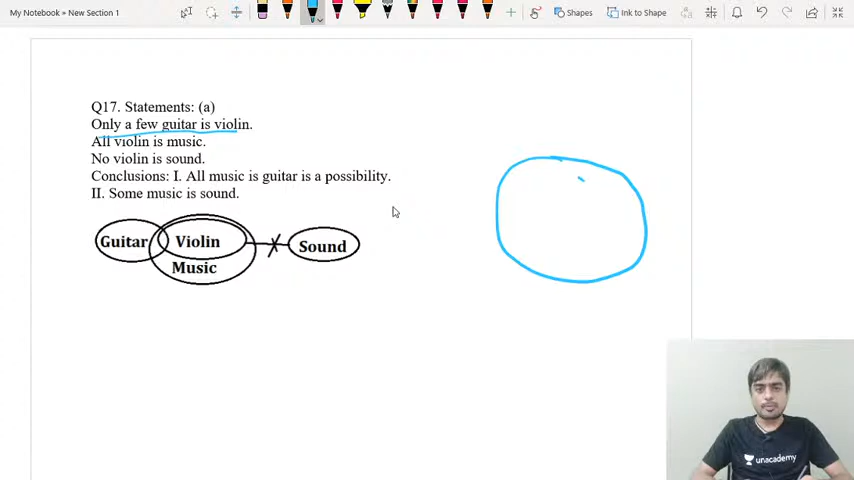 My Notebook » New Section 1
Shapes
Ink to Shape
Q17. Statements: (a)
Only a few guitar is violin.
All violin is music.
No violin is sound.
Conclusions: I. All music is guitar is a possibility.
II. Some music is sound.
Guitar
Violin
Sound
Music
unacademy